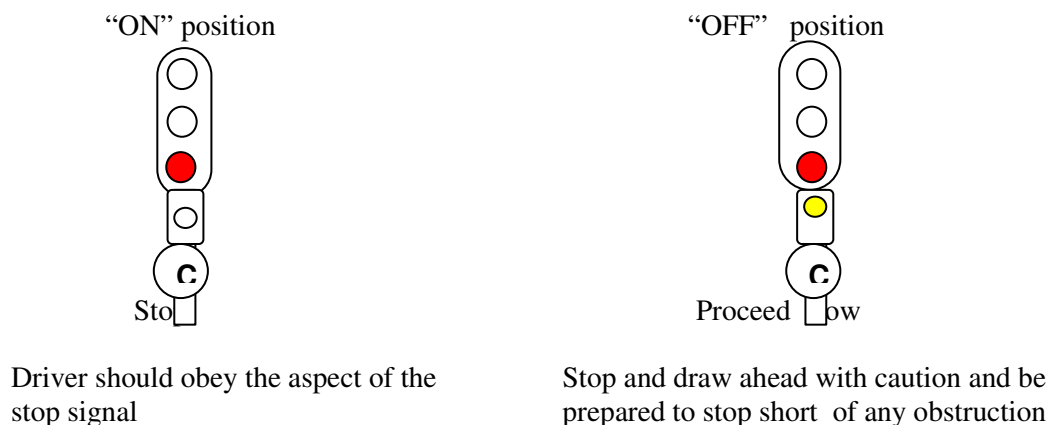 “ON” position
“OFF” position
C
C
Proceed
Driver should obey the aspect of the
stop signal
Stop and draw ahead with caution and be
prepared to stop short of any obstruction